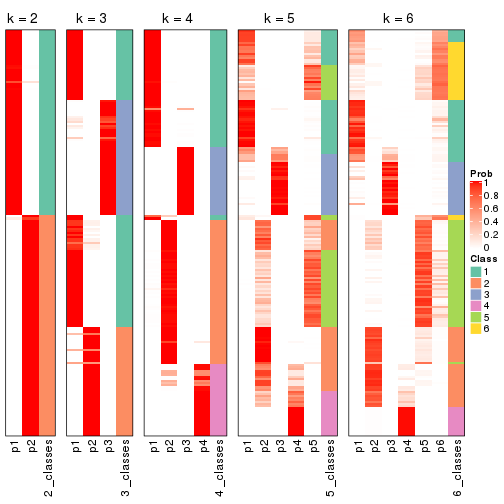 k = 2
k = 3
k = 4
k = 5
k = 6
Prob
1
0.8
0.6
0.4
0.2
0
Class
1
2
3
4
5
6
p1
p2
2_classes
p1
p2
p3
3_classes
p1
p2
p3
p4
4_classes
p1
p2
p3
p4
p5
5_classes
p1
p2
p3
p4
p5
p6
6_classes